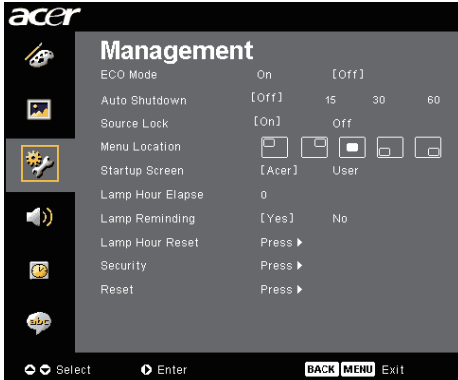 acer
Management
ECO Mode On [Off]
Auto Shutdown [Off] 15 30 60
Source Lock [On] Off
Menu Location
Startup Screen [Acer] User
Lamp Hour Elapse 0
Lamp Reminding [Yes] No
Lamp Hour Reset Press
Security Press
Reset Press
abc
Select Enter BACK MENU Exit